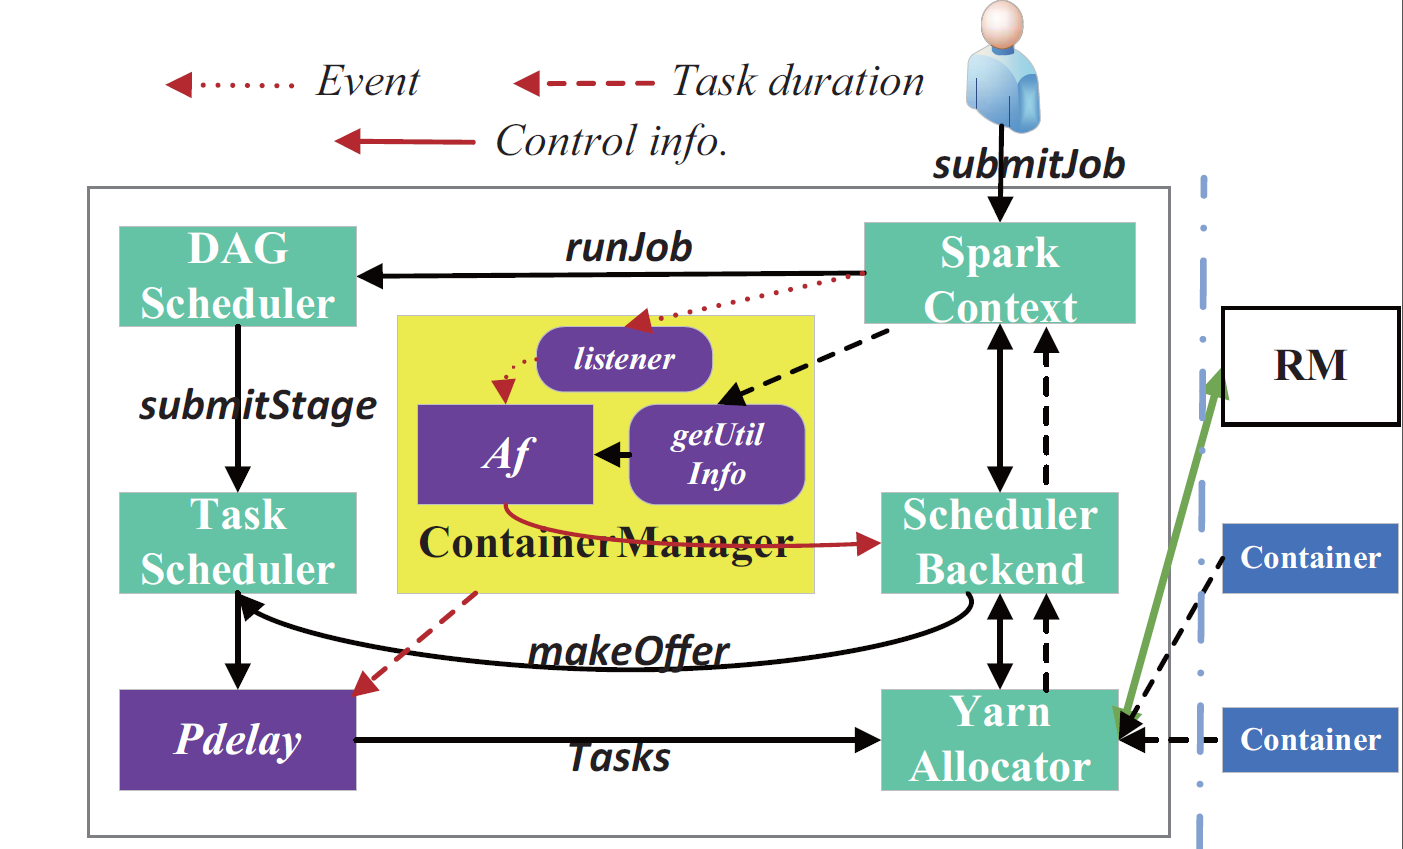 Event
Task duration
Control info.
submitJob
DAG
Scheduler
runJob
Spark
Context
listener
RM
submitStage
Af
getUtil
Info
Task
Scheduler
ContainerManager
Scheduler
Backend
Container
makeOffer
Pdelay
Tasks
Yarn
Allocator
Container